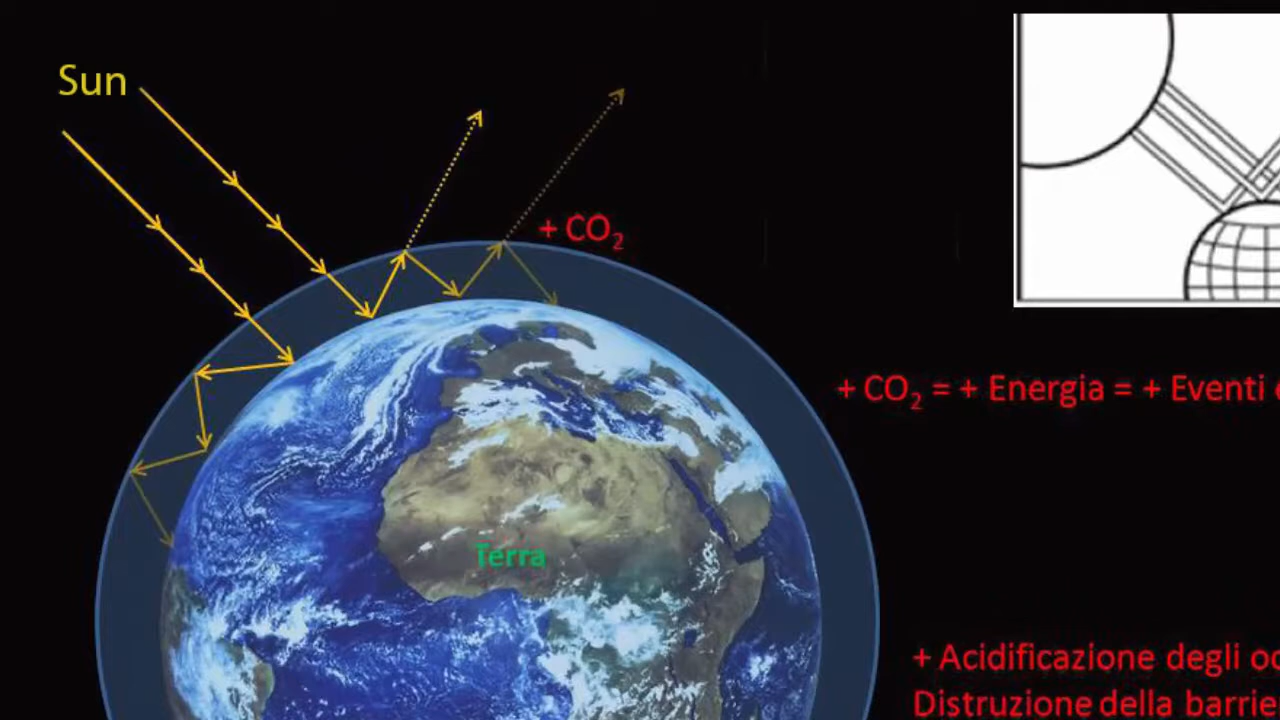 Sun
+ CO₂
+ CO₂ = + Energia = + Eventi
Terra
+ Acidificazione degli
Distruzione della